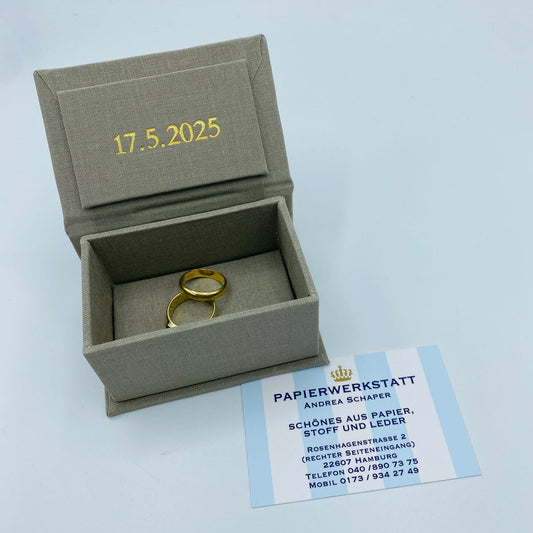 17.5.2025
PAPIERWERKSTATT
ANDREA SCHAPER
SCHÖNES AUS PAPIER,
STOFF UND LEDER
ROSENHAGENSTRASSE 2
(RECHTER SEITENEINGANG)
22607 HAMBURG
TELEFON 040 /890 73 75
MOBIL 0173 / 934 27 49